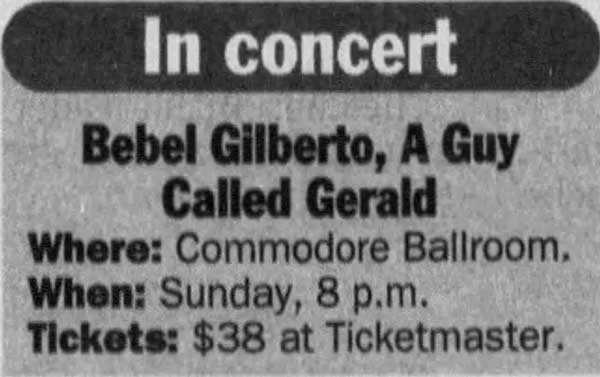 In concert
Bebel Gilberto, A Guy
Called Gerald
Where: Commodore Ballroom.
When: Sunday, 8 p.m.
Tickets: $38 at Ticketmaster.